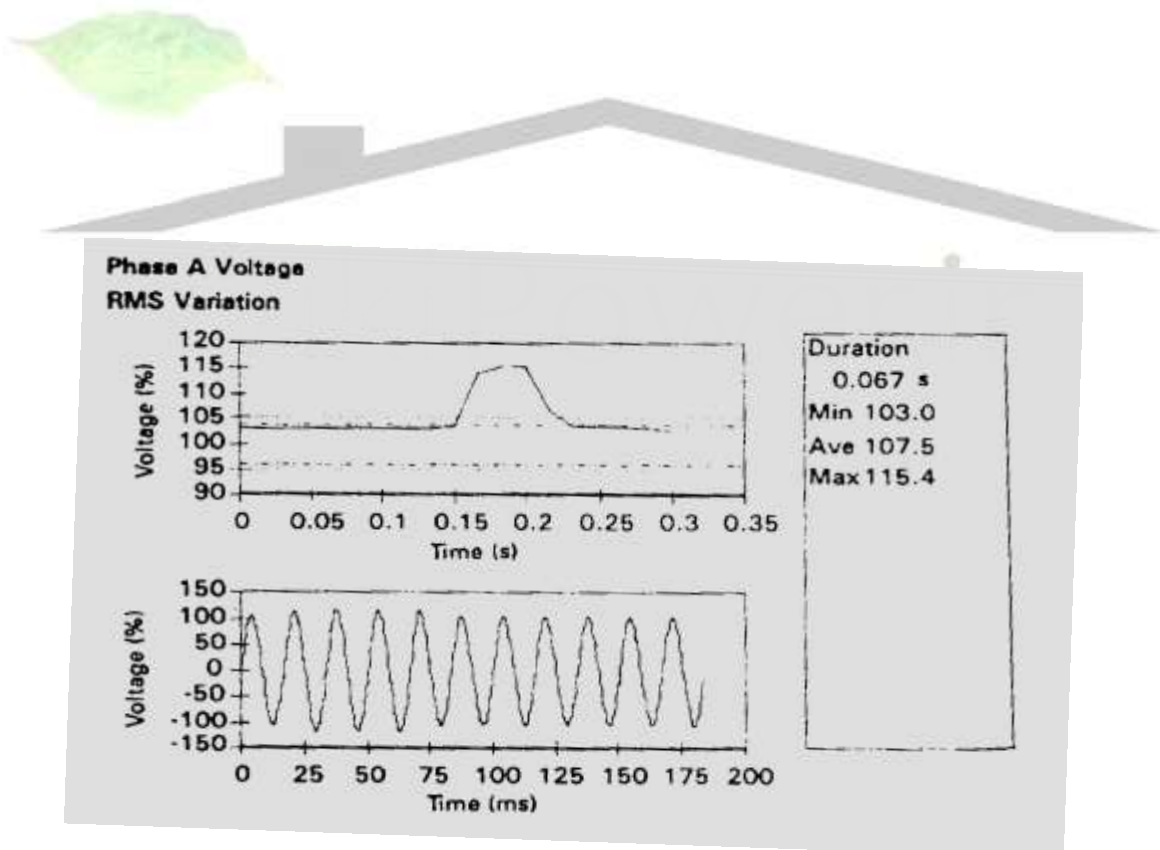 Phase A Voltage
RMS Variation
120
115
110
105
100
95
90
Voltage (%)
0 0.05 0.1 0.15 0.2 0.25 0.3 0.35
Time (s)
Duration
0.067 s
Min 103.0
Ave 107.5
Max 115.4
150
100
50
0
-50
-100
-150
Voltage (%)
0 25 50 75 100 125 150 175 200
Time (ms)